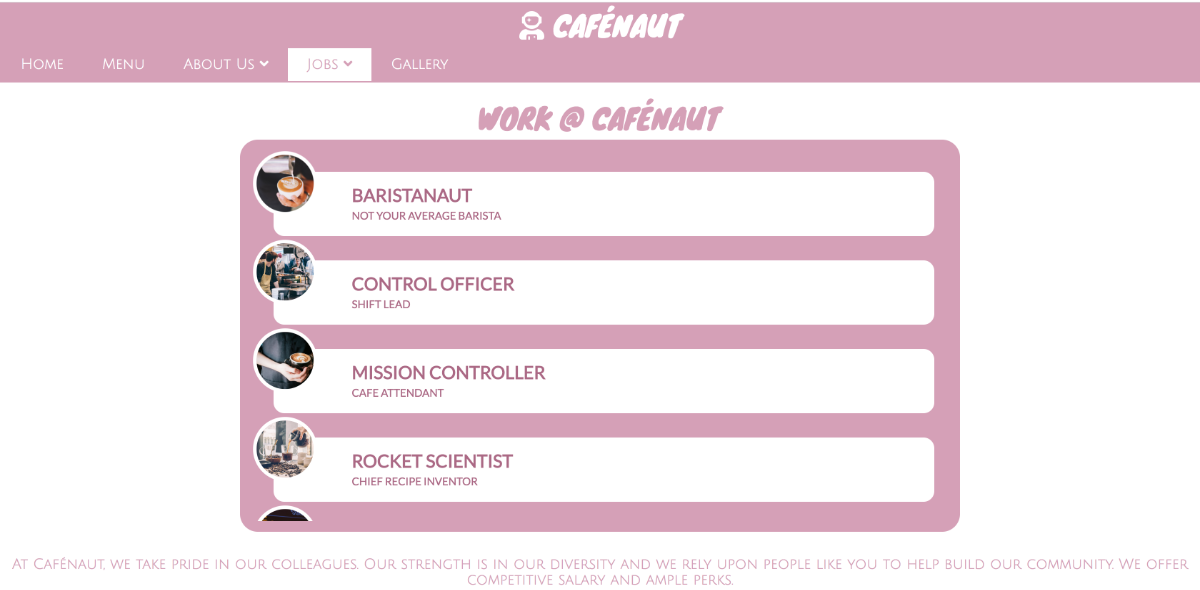 CAFÉNAUT
Home Menu About Us Jobs Gallery
WORK @ CAFÉNAUT
BARISTANAUT
NOT YOUR AVERAGE BARISTA
CONTROL OFFICER
SHIFT LEAD
MISSION CONTROLLER
CAFE ATTENDANT
ROCKET SCIENTIST
CHIEF RECIPE INVENTOR
At Cafénaut, we take pride in our colleagues. Our strength is in our diversity and we rely upon people like you to help build our community. We offer
competitive salary and ample perks.